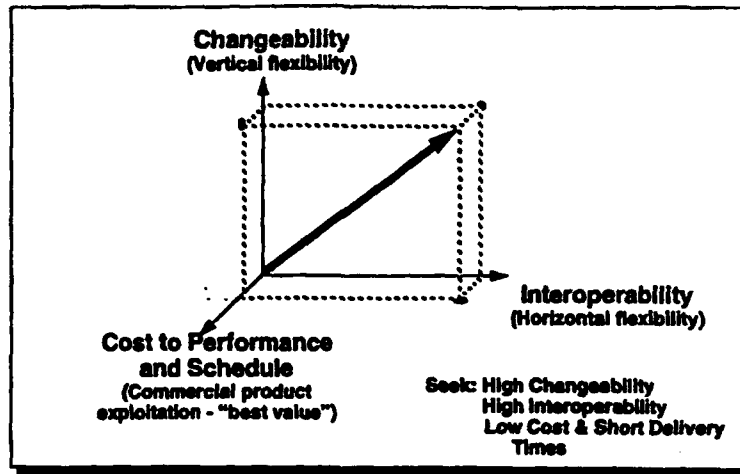 Changeability
(Vertical flexibility)
Interoperability
(Horizontal flexibility)
Cost to Performance
and Schedule
(Commercial product
exploitation - "best value")
Seek: High Changeability
High Interoperability
Low Cost & Short Delivery
Times